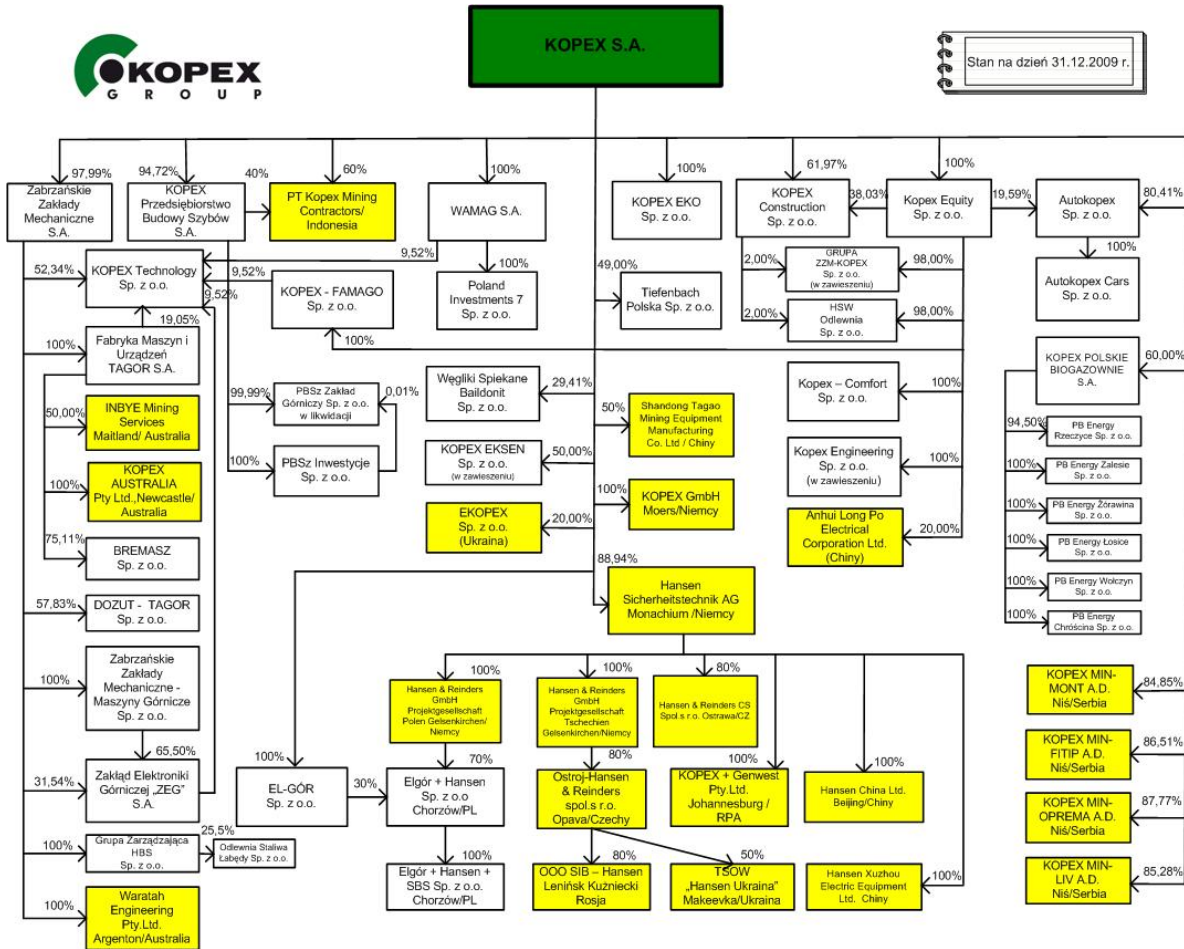 KOPEX S.A.
KOPEX
GROUP
Stan na dzień 31.12.2009 r.
97,99%
94,72%
40%
60%
100%
100%
61,97%
100%
80,41%
Zabrzańskie
Zakłady
Mechaniczne
S.A.
KOPEX
Przedsiębiorstwo
Budowy Szybów
S.A.
PT Kopex Mining
Contractors/
Indonesia
WAMAG S.A.
KOPEX EKO
Sp. z o.o.
KOPEX
Construction
Sp. z o.o.
38,03%
Kopex Equity
Sp. z o.o.
19,59%
Autokopex
Sp. z o.o.
52,34%
KOPEX Technology
Sp. z o.o.
9,52%
9,52%
9,52%
19,05%
KOPEX - FAMAGO
Sp. z o.o.
100%
100%
Poland
Investments 7
Sp. z o.o.
49,00%
Tiefenbach
Polska Sp. z o.o.
2,00%
GRUPA
ZZM-KOPEX
Sp. z o.o.
(w zawieszeniu)
98,00%
2,00%
HSW
Odlewnia
Sp. z o.o.
98,00%
100%
Autokopex Cars
Sp. z o.o.
100%
Fabryka Maszyn i
Urządzeń
TAGOR S.A.
50,00%
INBYE Mining
Services
Maitland/ Australia
100%
KOPEX
AUSTRALIA
Pty Ltd.,Newcastle/
Australia
75,11%
BREMASZ
Sp. z o.o.
57,83%
DOZUT - TAGOR
Sp. z o.o.
99,99%
PBSz Zakład
Górniczy Sp. z o.o.
w likwidacji
0,01%
100%
PBSz Inwestycje
Sp. z o.o.
Węgliki Spiekane
Baildonit
Sp. z o.o.
29,41%
KOPEX EKSEN
Sp. z o.o.
(w zawieszeniu)
50,00%
EKOPEX
Sp. z o.o.
(Ukraina)
20,00%
50%
Shandong Tagao
Mining Equipment
Manufacturing
Co. Ltd / Chiny
100%
KOPEX GmbH
Moers/Niemcy
Kopex – Comfort
Sp. z o.o.
100%
Kopex Engineering
Sp. z o.o.
(w zawieszeniu)
100%
Anhui Long Po
Electrical
Corporation Ltd.
(Chiny)
20,00%
KOPEX POLSKIE
BIOGAZOWNIE
S.A.
60,00%
94,50%
PB Energy
Rzeczyce Sp. z o.o.
100%
PB Energy Zalesie
Sp. z o.o.
100%
PB Energy Żórawina
Sp. z o.o.
100%
PB Energy Łosice
Sp. z o.o.
100%
PB Energy Wołczyn
Sp. z o.o.
100%
PB Energy
Chróścina Sp. z o.o.
88,94%
Hansen
Sicherheitstechnik AG
Monachium /Niemcy
100%
Zabrzańskie
Zakłady
Mechaniczne -
Maszyny Górnicze
Sp. z o.o.
65,50%
31,54%
Zakłąd Elektroniki
Górniczej „ZEG”
S.A.
100%
Grupa Zarządzająca
HBS
Sp. z o.o.
25,5%
Odlewnia Staliwa
Łabędy Sp. z o.o.
100%
Waratah
Engineering
Pty.Ltd.
Argenton/Australia
100%
EL-GÓR
Sp. z o.o.
30%
100%
Hansen & Reinders
GmbH
Projektgesellschaft
Polen Gelsenkirchen/
Niemcy
70%
Elgór + Hansen
Sp. z o.o
Chorzów/PL
100%
Elgór + Hansen +
SBS Sp. z o.o.
Chorzów/PL
100%
Hansen & Reinders
GmbH
Projektgesellschaft
Tschechien
Gelsenkirchen/Niemcy
80%
Ostroj-Hansen
& Reinders
spol.s r.o.
Opava/Czechy
80%
OOO SIB – Hansen
Lenińsk Kuźniecki
Rosja
50%
TSOW
„Hansen Ukraina”
Makeevka/Ukraina
80%
Hansen & Reinders CS
Spol.s r.o. Ostrawa/CZ
100%
KOPEX + Genwest
Pty.Ltd.
Johannesburg /
RPA
100%
Hansen China Ltd.
Beijing/Chiny
Hansen Xuzhou
Electric Equipment
Ltd. Chiny
100%
KOPEX MIN-
MONT A.D.
Niś/Serbia
84,85%
KOPEX MIN-
FITIP A.D.
Niś/Serbia
86,51%
KOPEX MIN-
OPREMA A.D.
Niś/Serbia
87,77%
KOPEX MIN-
LIV A.D.
Niś/Serbia
85,28%